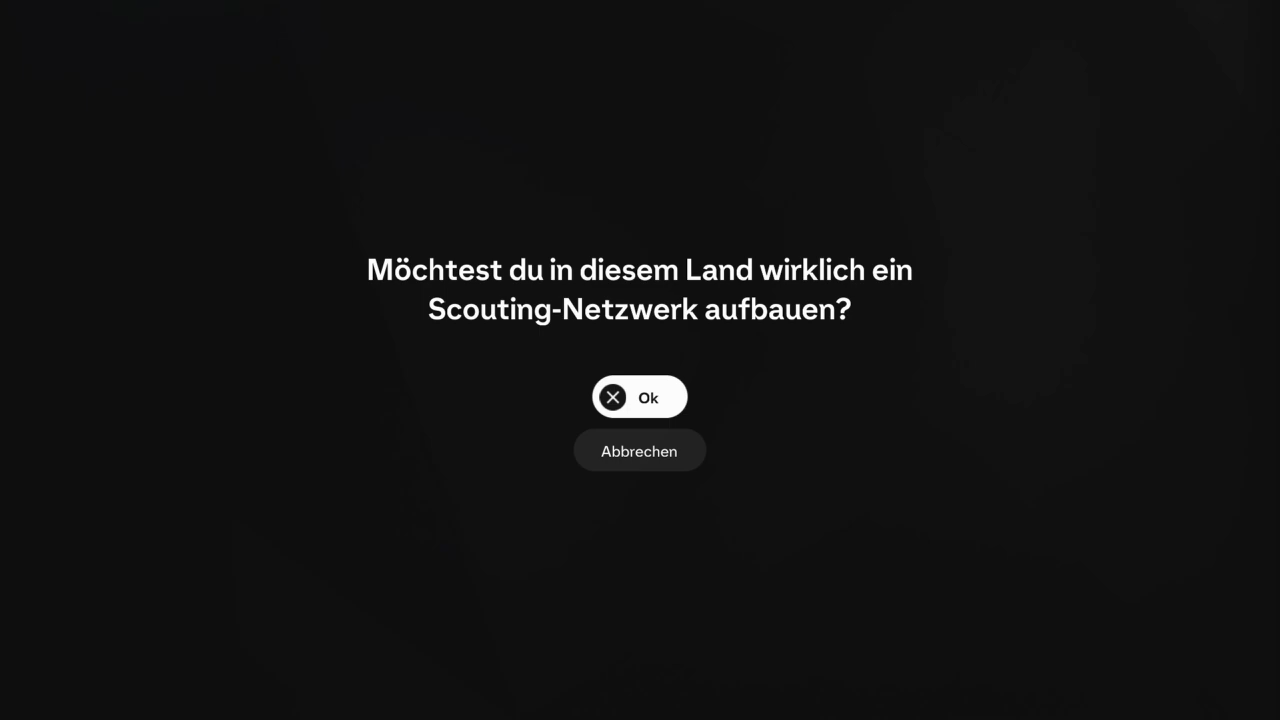 Möchtest du in diesem Land wirklich ein
Scouting-Netzwerk aufbauen?
Ok
Abbrechen